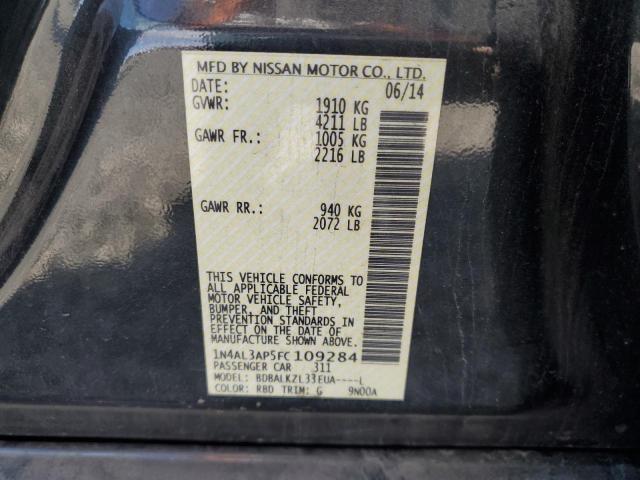 MFD BY NISSAN MOTOR CO., LTD.
DATE: 06/14
GVWR: 1910 KG
4211 LB
GAWR FR.: 1005 KG
2216 LB
GAWR RR.: 940 KG
2072 LB
THIS VEHICLE CONFORMS TO
ALL APPLICABLE FEDERAL
MOTOR VEHICLE SAFETY,
BUMPER, AND THEFT
PREVENTION STANDARDS IN
EFFECT ON THE DATE OF
MANUFACTURE SHOWN ABOVE.
1N4AL3AP5FC109284
PASSENGER CAR 311
MODEL: BDBALKZL33EUA----L
COLOR: RBD TRIM: G 9N00A